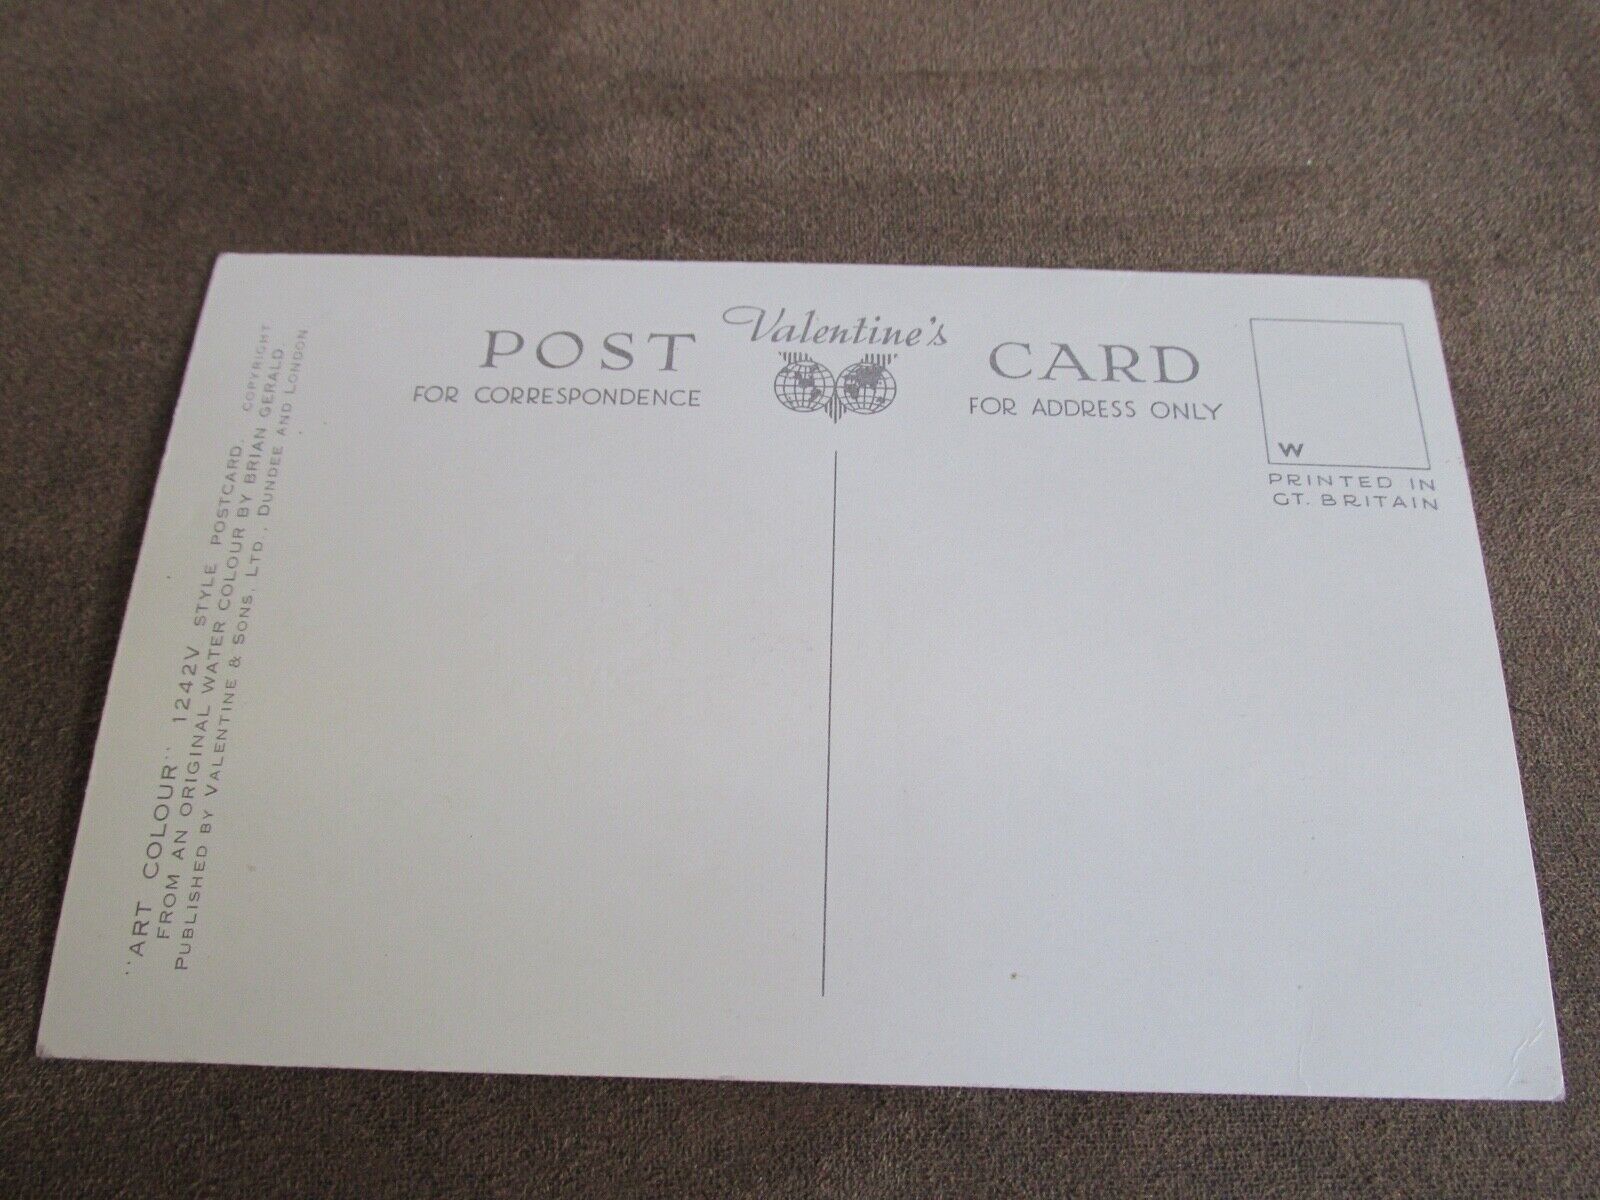 "ART COLOUR" 1242V STYLE POSTCARD. COPYRIGHT
FROM AN ORIGINAL WATER COLOUR BY BRIAN GERALD
PUBLISHED BY VALENTINE & SONS, LTD., DUNDEE AND LONDON
POST Valentine's CARD
FOR CORRESPONDENCE
FOR ADDRESS ONLY
W
PRINTED IN
GT. BRITAIN